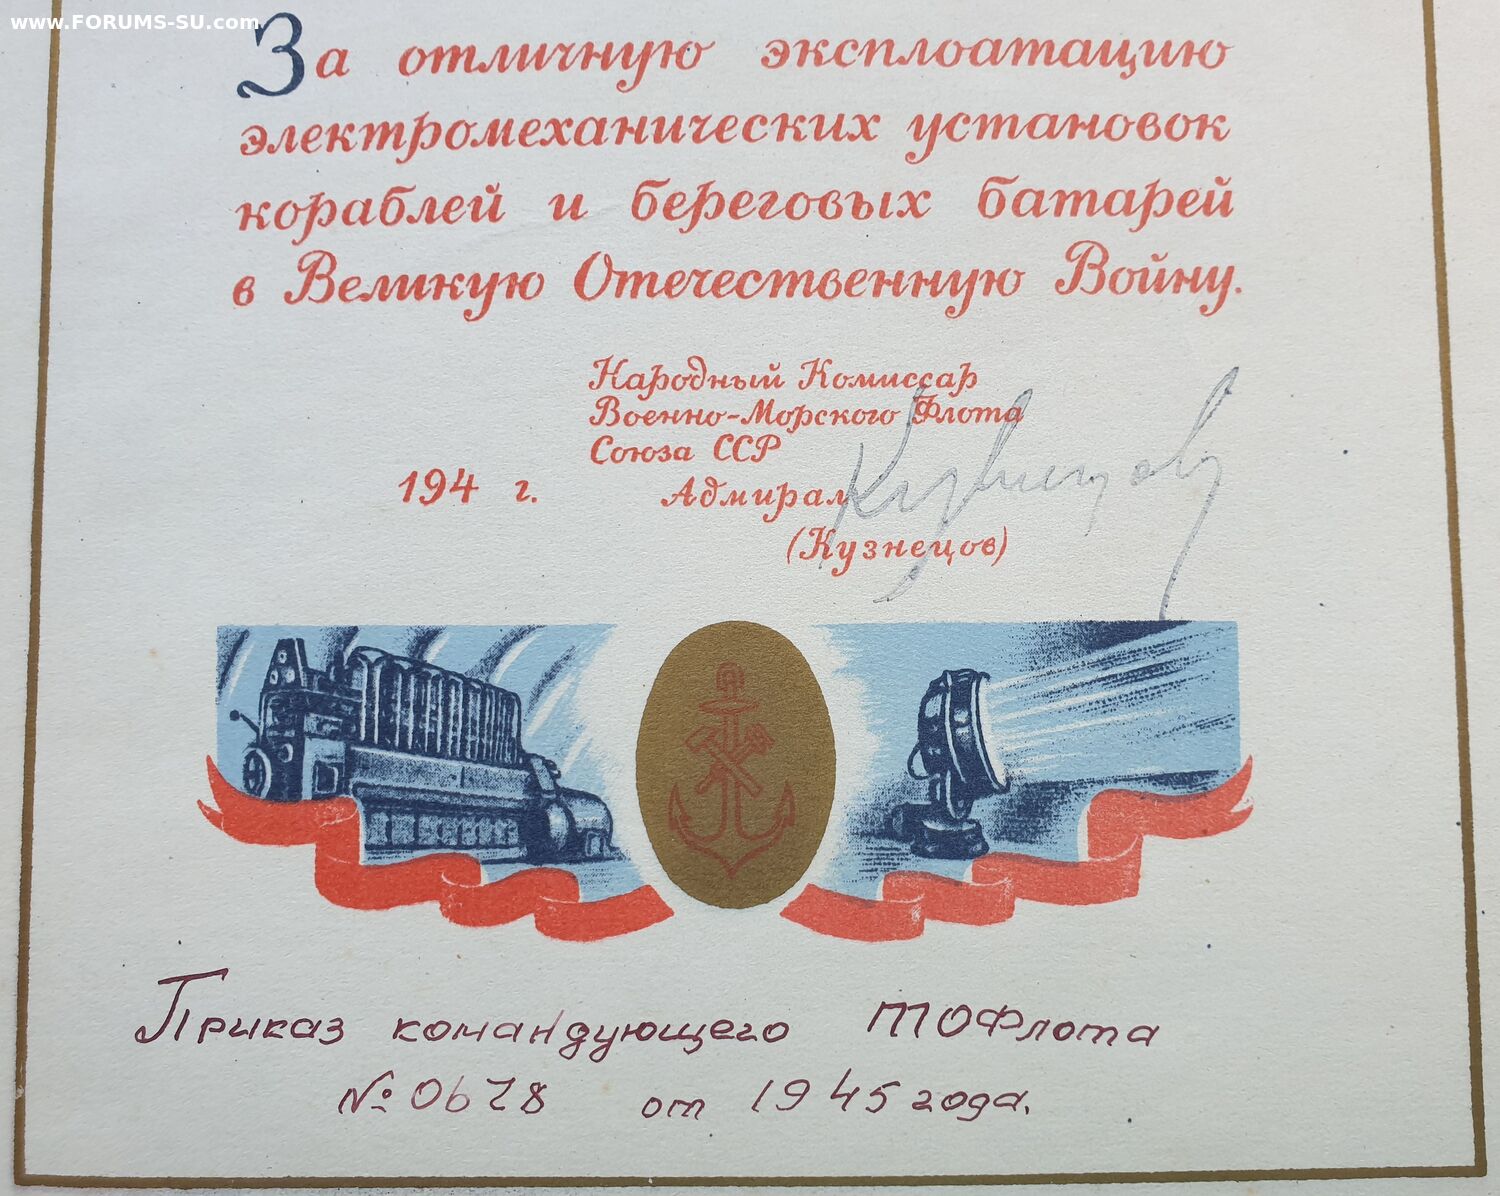 www.FORUMS-SU.com
За отличную эксплоатацию
электромеханических установок
кораблей и береговых батарей
в Великую Отечественную Войну.
Народный Комиссар
Военно-Морского Флота
Союза ССР
194 г. Адмирал
Кузнецов
(Кузнецов)
Приказ командующего ТОФлота
№ 0678 от 1945 года.